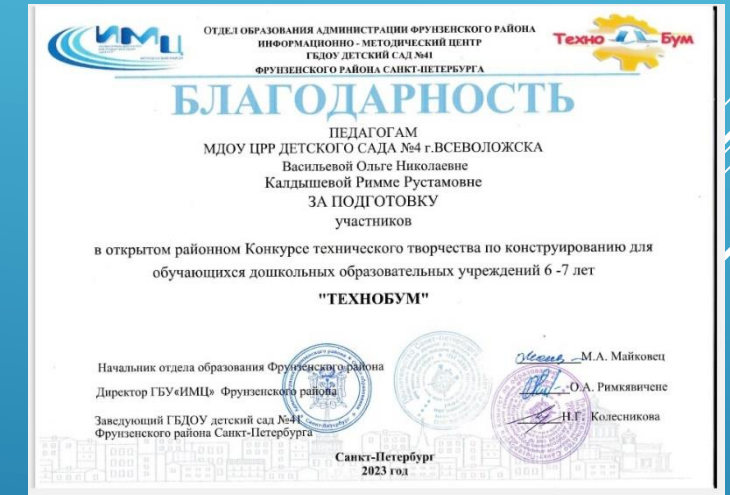 ИМЦ
ОТДЕЛ ОБРАЗОВАНИЯ АДМИНИСТРАЦИИ ФРУНЗЕНСКОГО РАЙОНА
ИНФОРМАЦИОННО - МЕТОДИЧЕСКИЙ ЦЕНТР
ГБДОУ ДЕТСКИЙ САД №41
ФРУНЗЕНСКОГО РАЙОНА САНКТ-ПЕТЕРБУРГА
Техно Бум
БЛАГОДАРНОСТЬ
ПЕДАГОГАМ
МДОУ ЦРР ДЕТСКОГО САДА №4 г.ВСЕВОЛОЖСКА
Васильевой Ольге Николаевне
Калдышевой Римме Рустамовне
ЗА ПОДГОТОВКУ
участников
в открытом районном Конкурсе технического творчества по конструированию для
обучающихся дошкольных образовательных учреждений 6 -7 лет
"ТЕХНОБУМ"
Начальник отдела образования Фрунзенского района
М.А. Майковец
Директор ГБУ«ИМЦ» Фрунзенского района
О.А. Римкявичене
Заведующий ГБДОУ детский сад №41
Фрунзенского района Санкт-Петербурга
Н.Г. Колесникова
Санкт-Петербург
2023 год